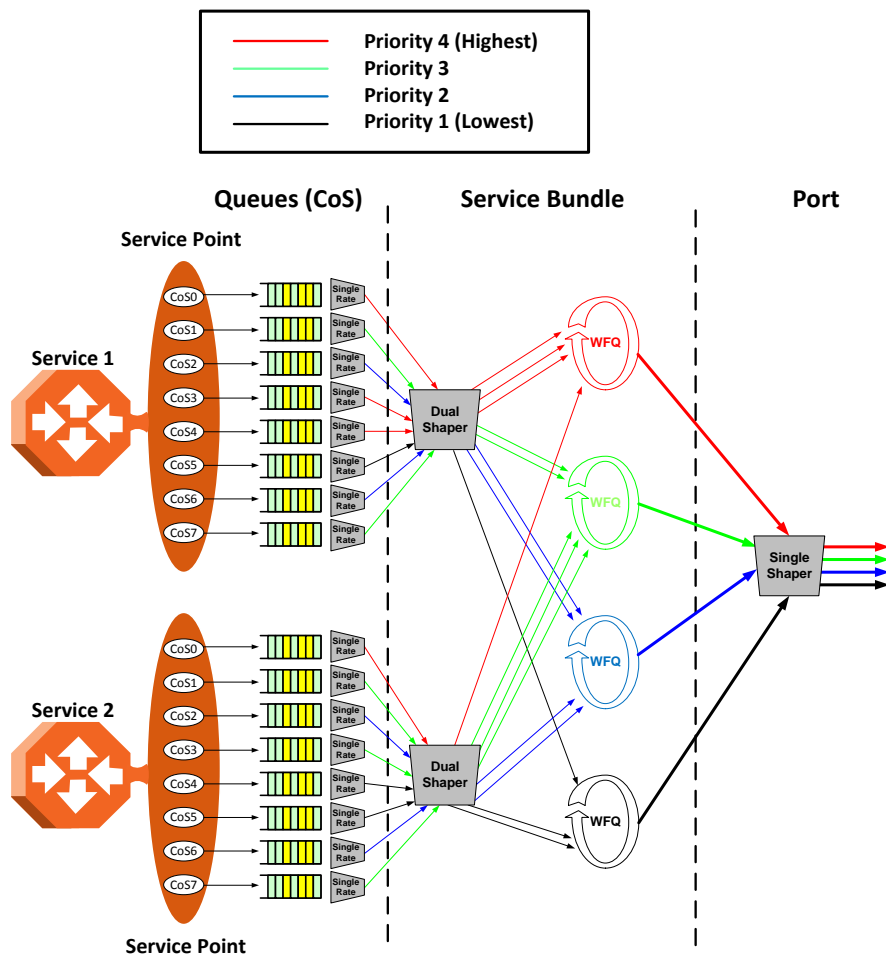 Priority 4 (Highest)
Priority 3
Priority 2
Priority 1 (Lowest)
Queues (CoS)
Service Bundle
Port
Service Point
Service 1
CoS0
Single
Rate
CoS1
Single
Rate
CoS2
Single
Rate
CoS3
Single
Rate
CoS4
Single
Rate
CoS5
Single
Rate
CoS6
Single
Rate
CoS7
Single
Rate
Dual
Shaper
WFQ
WFQ
Single
Shaper
Service 2
CoS0
Single
Rate
CoS1
Single
Rate
CoS2
Single
Rate
CoS3
Single
Rate
CoS4
Single
Rate
CoS5
Single
Rate
CoS6
Single
Rate
CoS7
Single
Rate
Dual
Shaper
WFQ
WFQ
Service Point